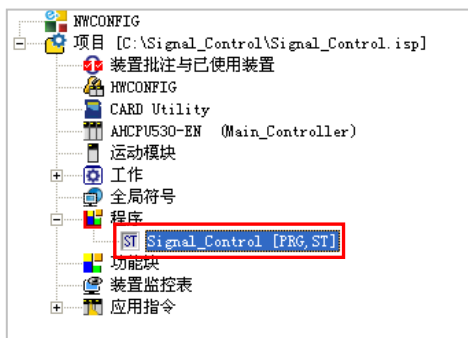 NWCONFIG
项目 [C:\Signal_Control\Signal_Control.isp]
装置批注与已使用装置
HWCONFIG
CARD Utility
AHCPU530-EN (Main_Controller)
运动模块
工作
全局符号
程序
ST Signal_Control [PRG,ST]
功能块
装置监控表
应用指令